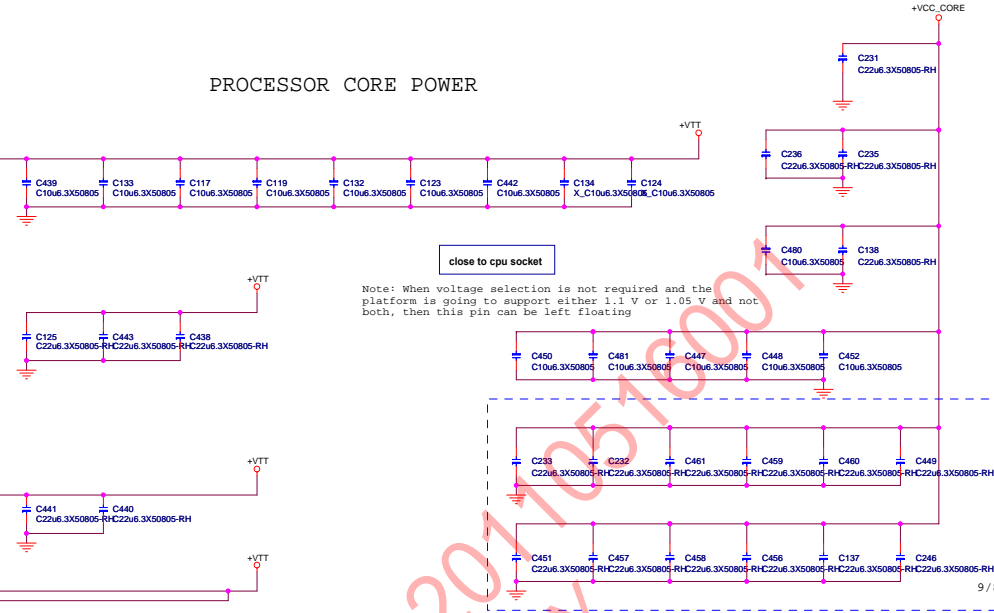 +VCC_CORE
C231
C22u6.3X50805-RH
PROCESSOR CORE POWER
+VTT
C236
C22u6.3X50805-RH
C235
C22u6.3X50805-RH
C439
C10u6.3X50805
C133
C10u6.3X50805
C117
C10u6.3X50805
C119
C10u6.3X50805
C132
C10u6.3X50805
C123
C10u6.3X50805
C442
C10u6.3X50805
C134
X_C10u6.3X50805
C124
X_C10u6.3X50805
close to cpu socket
C480
C10u6.3X50805
C138
C22u6.3X50805-RH
Note: When voltage selection is not required and the
platform is going to support either 1.1 V or 1.05 V and not
both, then this pin can be left floating
+VTT
C125
C22u6.3X50805-RH
C443
C22u6.3X50805-RH
C438
C22u6.3X50805-RH
C450
C10u6.3X50805
C481
C10u6.3X50805
C447
C10u6.3X50805
C448
C10u6.3X50805
C452
C10u6.3X50805
C233
C22u6.3X50805-RH
C232
C22u6.3X50805-RH
C461
C22u6.3X50805-RH
C459
C22u6.3X50805-RH
C460
C22u6.3X50805-RH
C449
C22u6.3X50805-RH
+VTT
C441
C22u6.3X50805-RH
C440
C22u6.3X50805-RH
C451
C22u6.3X50805-RH
C457
C22u6.3X50805-RH
C458
C22u6.3X50805-RH
C456
C22u6.3X50805-RH
C137
C22u6.3X50805-RH
C246
C22u6.3X50805-RH
+VTT
201105160001